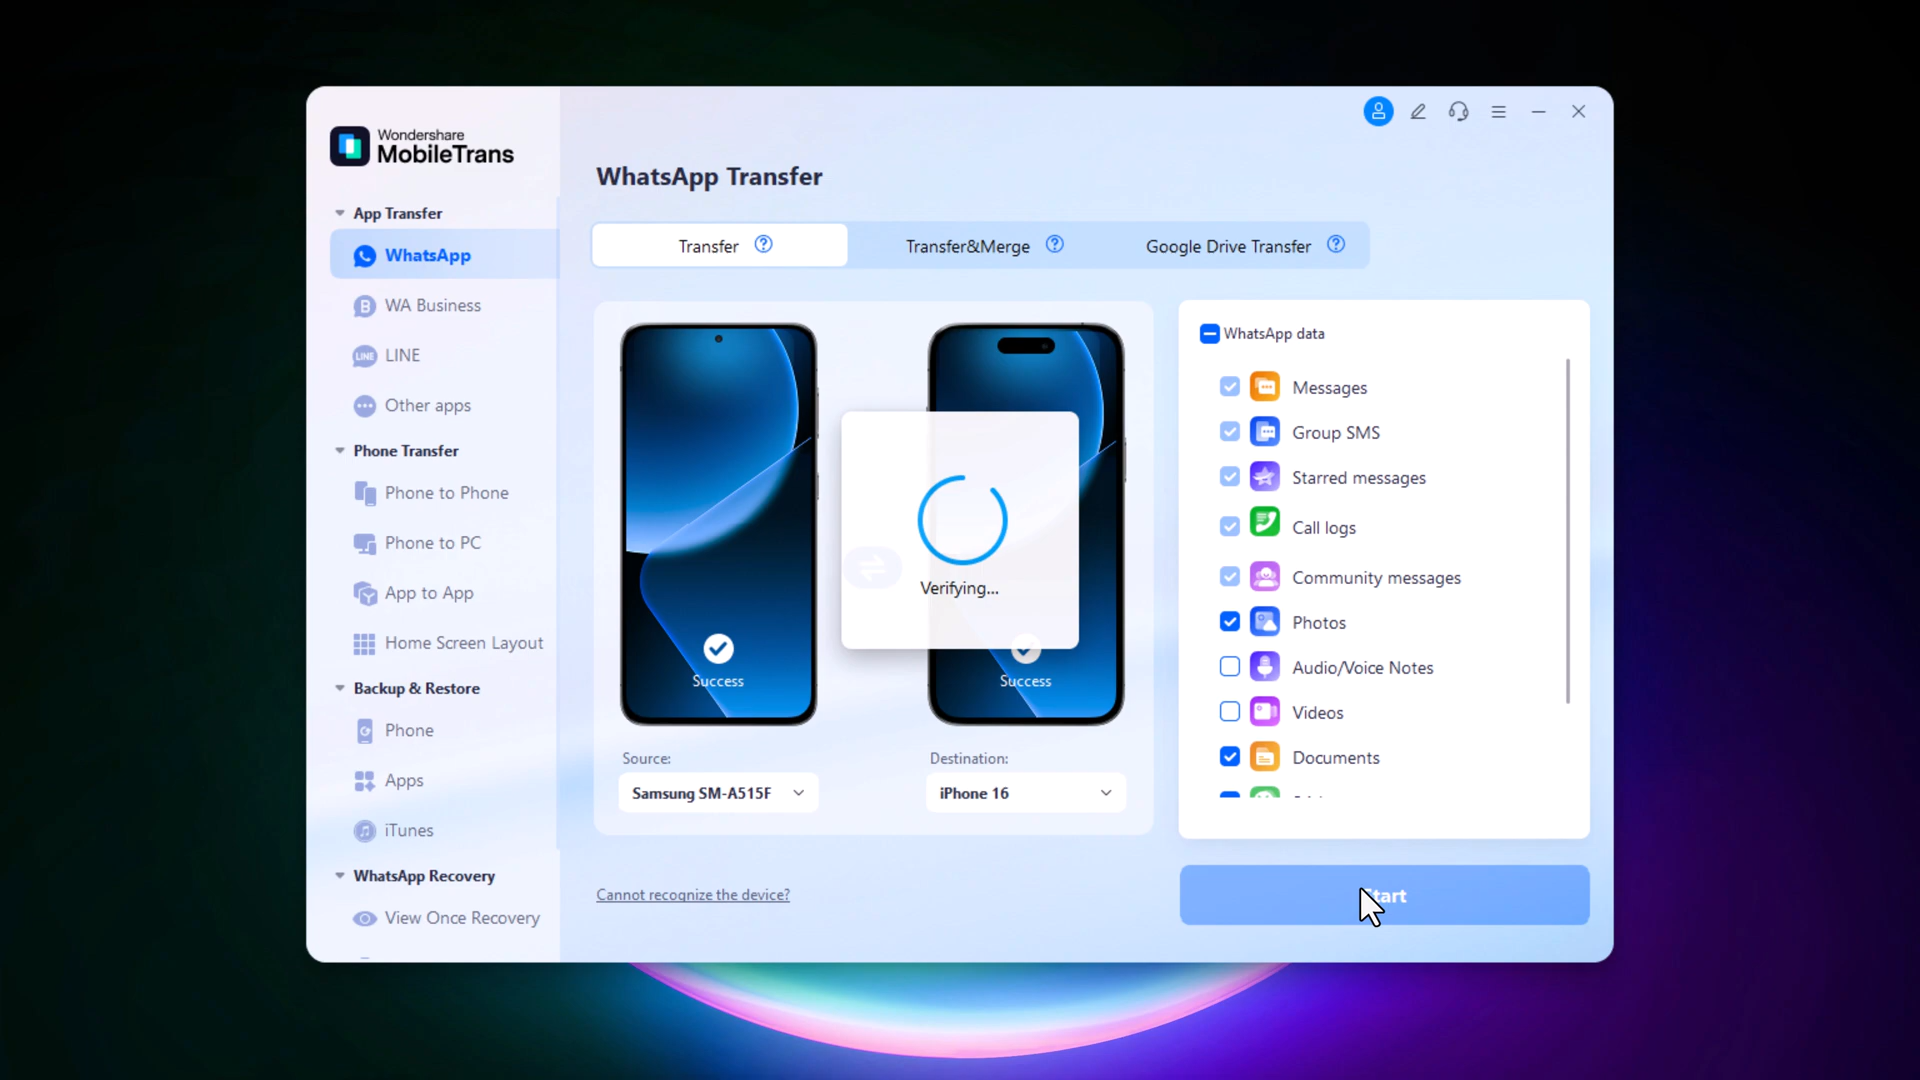 Wondershare
MobileTrans
App Transfer
WhatsApp
WA Business
LINE
LINE
Other apps
Phone Transfer
Phone to Phone
Phone to PC
App to App
Home Screen Layout
Backup & Restore
Phone
Apps
iTunes
WhatsApp Recovery
View Once Recovery
WhatsApp Transfer
Transfer ?
Transfer&Merge ?
Google Drive Transfer ?
Verifying...
Success
Success
Source:
Destination:
Samsung SM-A515F
iPhone 16
Cannot recognize the device?
WhatsApp data
Messages
Group SMS
Starred messages
Call logs
Community messages
Photos
Audio/Voice Notes
Videos
Documents